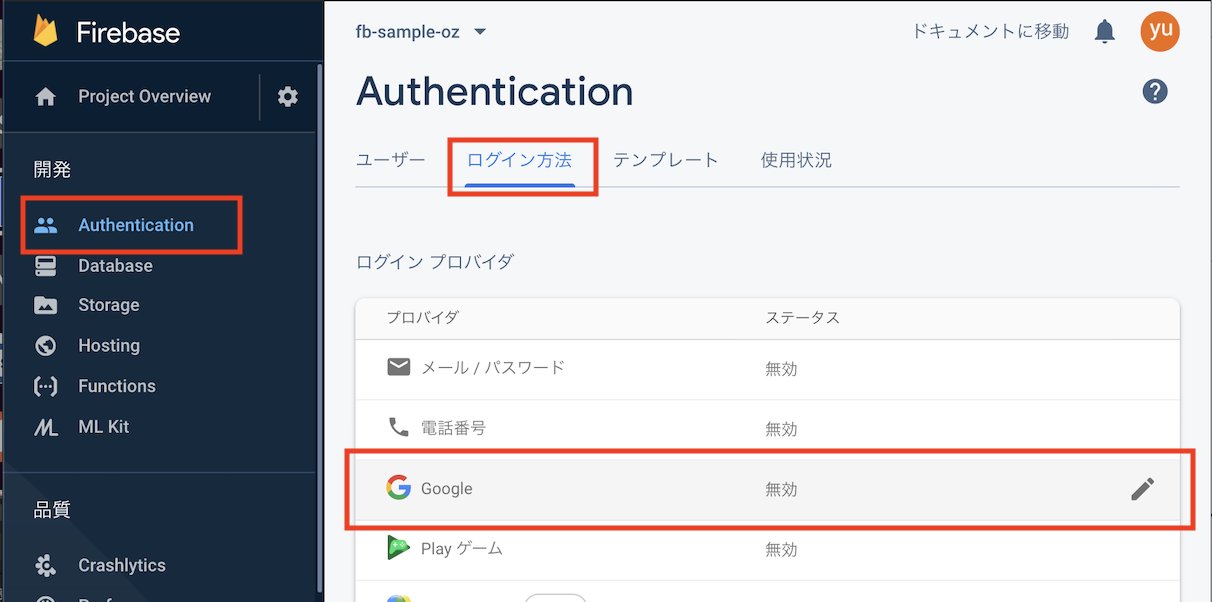 Firebase
Project Overview
開発
Authentication
Database
Storage
Hosting
Functions
ML Kit
品質
Crashlytics
fb-sample-oz
ドキュメントに移動
yu
Authentication
ユーザー
ログイン方法
テンプレート
使用状況
ログイン プロバイダ
プロバイダ ステータス
メール / パスワード 無効
電話番号 無効
Google 無効
Play ゲーム 無効